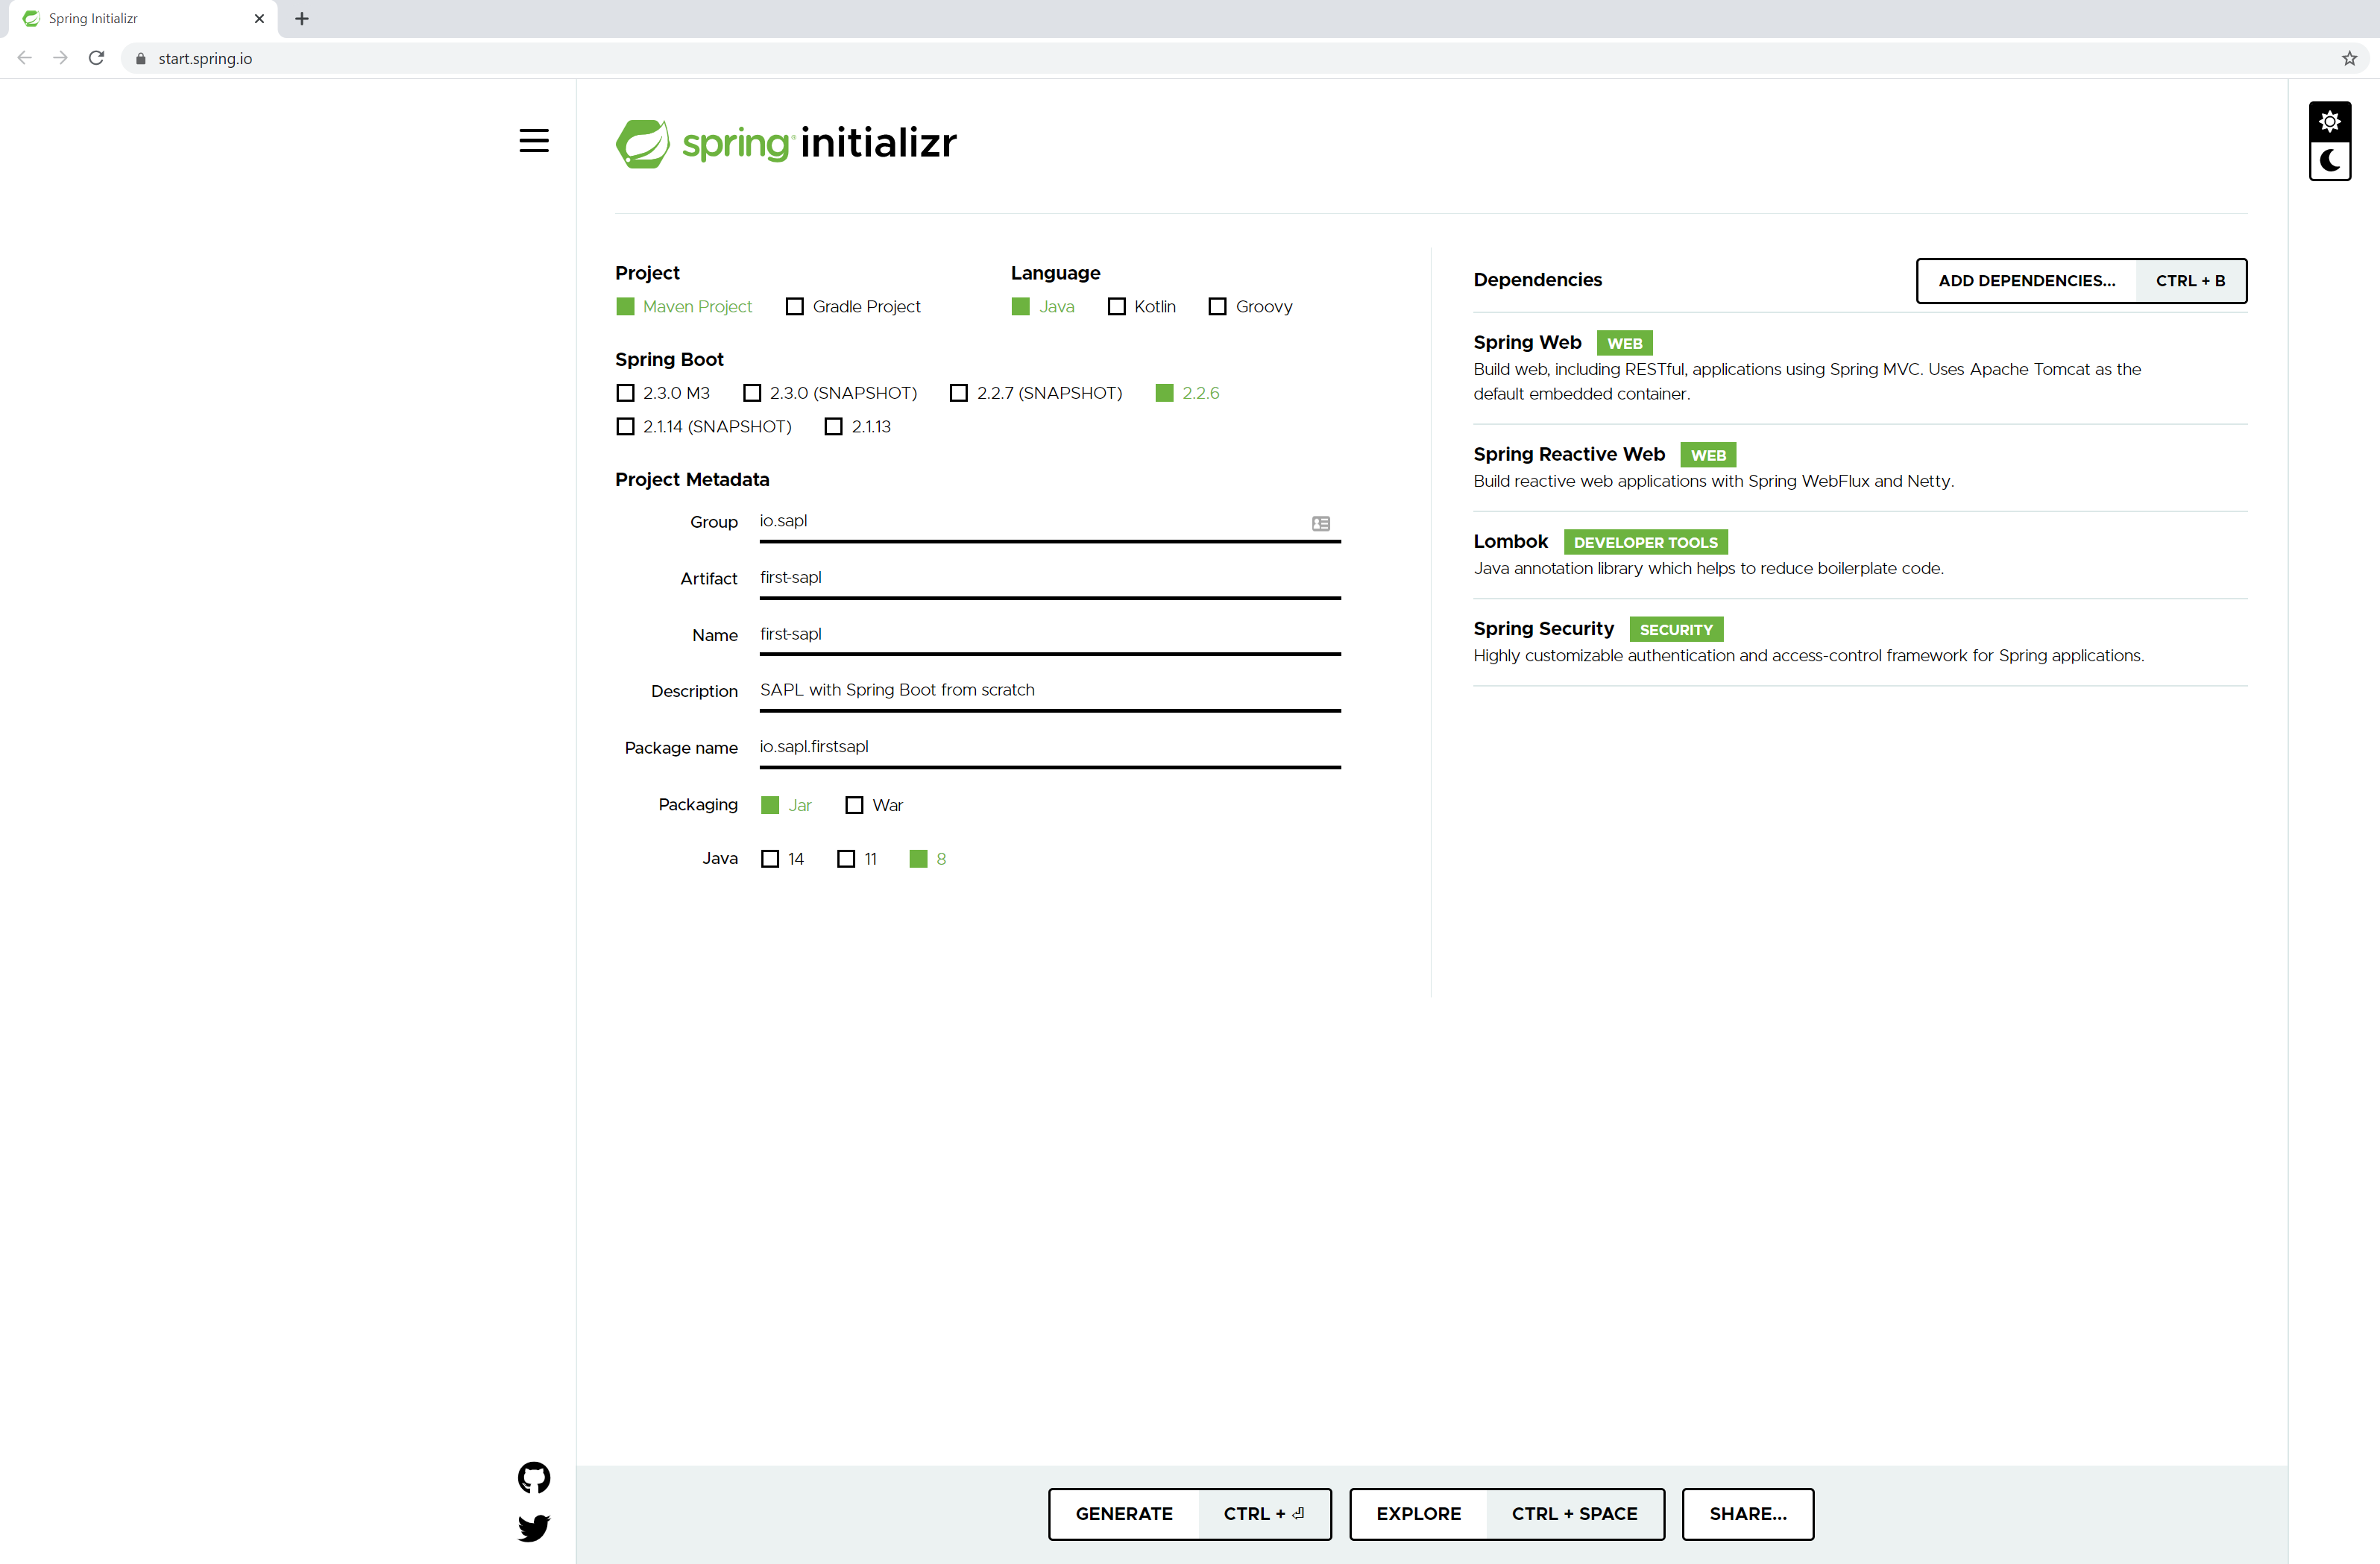 Spring Initializr
start.spring.io
spring initializr
Project
Maven Project Gradle Project
Language
Java Kotlin Groovy
Spring Boot
2.3.0 M3 2.3.0 (SNAPSHOT) 2.2.7 (SNAPSHOT) 2.2.6
2.1.14 (SNAPSHOT) 2.1.13
Project Metadata
Group io.sapl
Artifact first-sapl
Name first-sapl
Description SAPL with Spring Boot from scratch
Package name io.sapl.firstsapl
Packaging Jar War
Java 14 11 8
Dependencies ADD DEPENDENCIES... CTRL + B
Spring Web WEB
Build web, including RESTful, applications using Spring MVC. Uses Apache Tomcat as the
default embedded container.
Spring Reactive Web WEB
Build reactive web applications with Spring WebFlux and Netty.
Lombok DEVELOPER TOOLS
Java annotation library which helps to reduce boilerplate code.
Spring Security SECURITY
Highly customizable authentication and access-control framework for Spring applications.
GENERATE CTRL + ⏎ EXPLORE CTRL + SPACE SHARE...